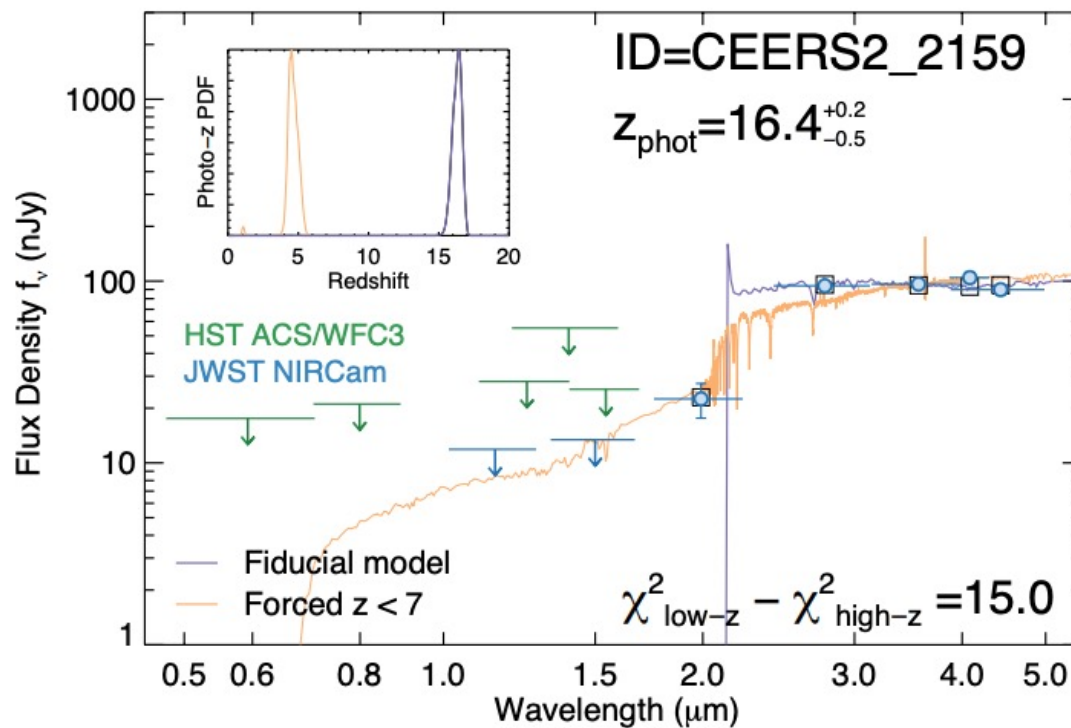 ID=CEERS2_2159
z_phot=16.4 +0.2 −0.5
Photo−z PDF
0 5 10 15 20
Redshift
1000
100
10
1
Flux Density f_ν (nJy)
HST ACS/WFC3
JWST NIRCam
Fiducial model
Forced z < 7
χ²_low−z − χ²_high−z =15.0
0.5 0.6 0.8 1.0 1.5 2.0 3.0 4.0 5.0
Wavelength (μm)